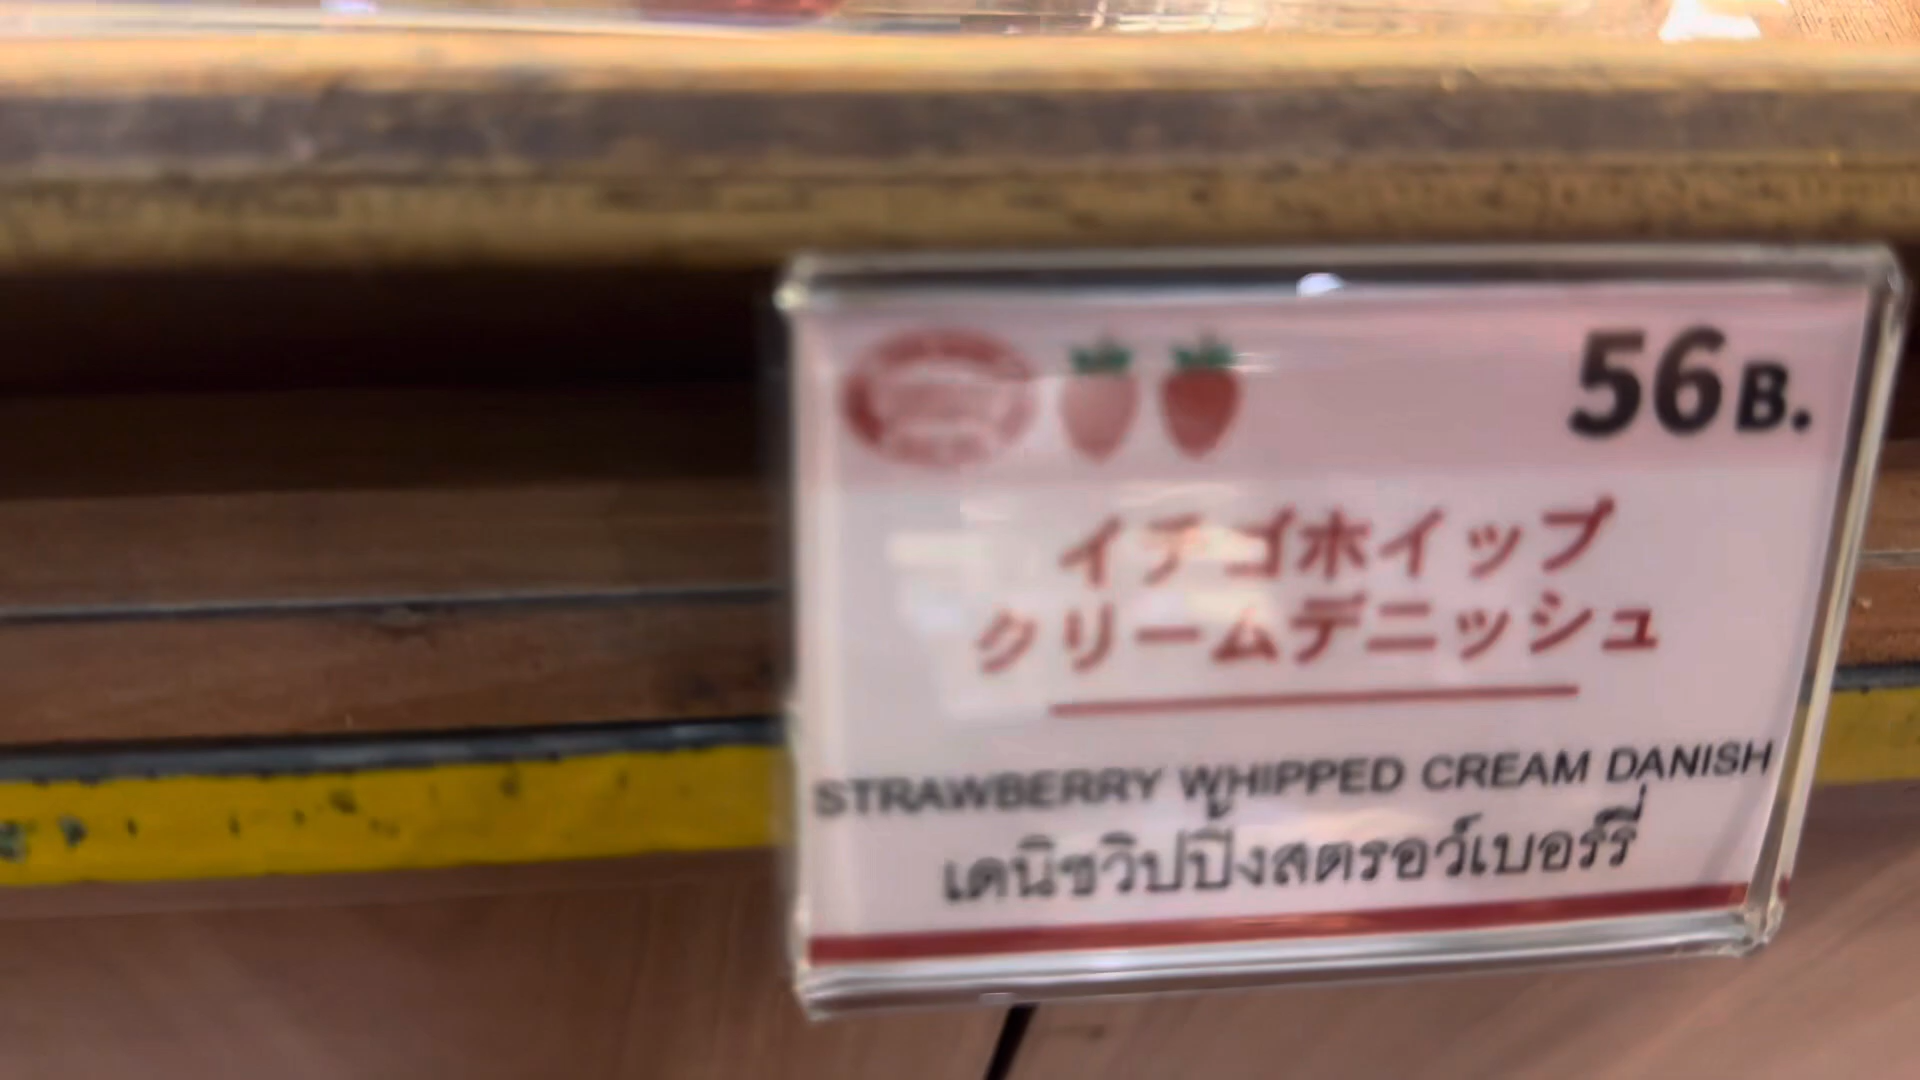 56B.
イチゴホイップ
クリームデニッシュ
STRAWBERRY WHIPPED CREAM DANISH
เดนิชวิปปิ้งสตรอว์เบอร์รี่